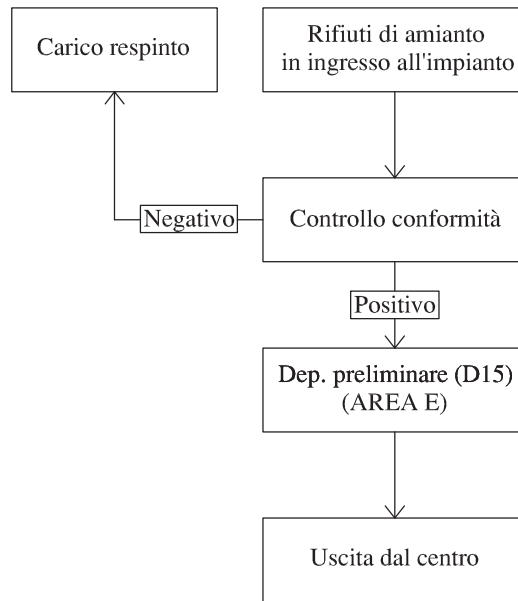 Carico respinto
Rifiuti di amianto
in ingresso all'impianto
Negativo
Controllo conformità
Positivo
Dep. preliminare (D15)
(AREA E)
Uscita dal centro